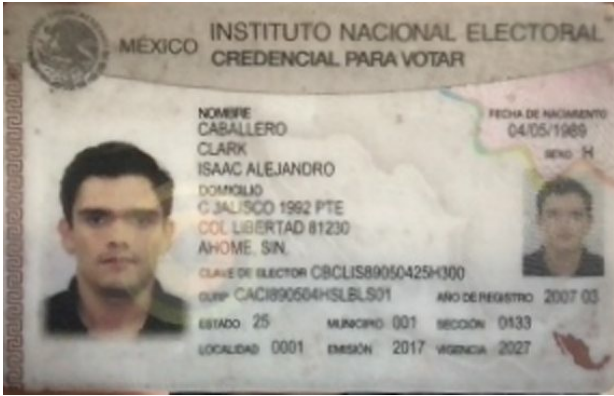 MÉXICO INSTITUTO NACIONAL ELECTORAL
CREDENCIAL PARA VOTAR
NOMBRE
CABALLERO
CLARK
ISAAC ALEJANDRO
FECHA DE NACIMIENTO
04/05/1989
SEXO H
DOMICILIO
C JALISCO 1992 PTE
COL LIBERTAD 81230
AHOME, SIN.
CLAVE DE ELECTOR CBCLIS89050425H300
CURP CACI890504HSLBLS01 AÑO DE REGISTRO 2007 03
ESTADO 25 MUNICIPIO 001 SECCIÓN 0133
LOCALIDAD 0001 EMISIÓN 2017 VIGENCIA 2027